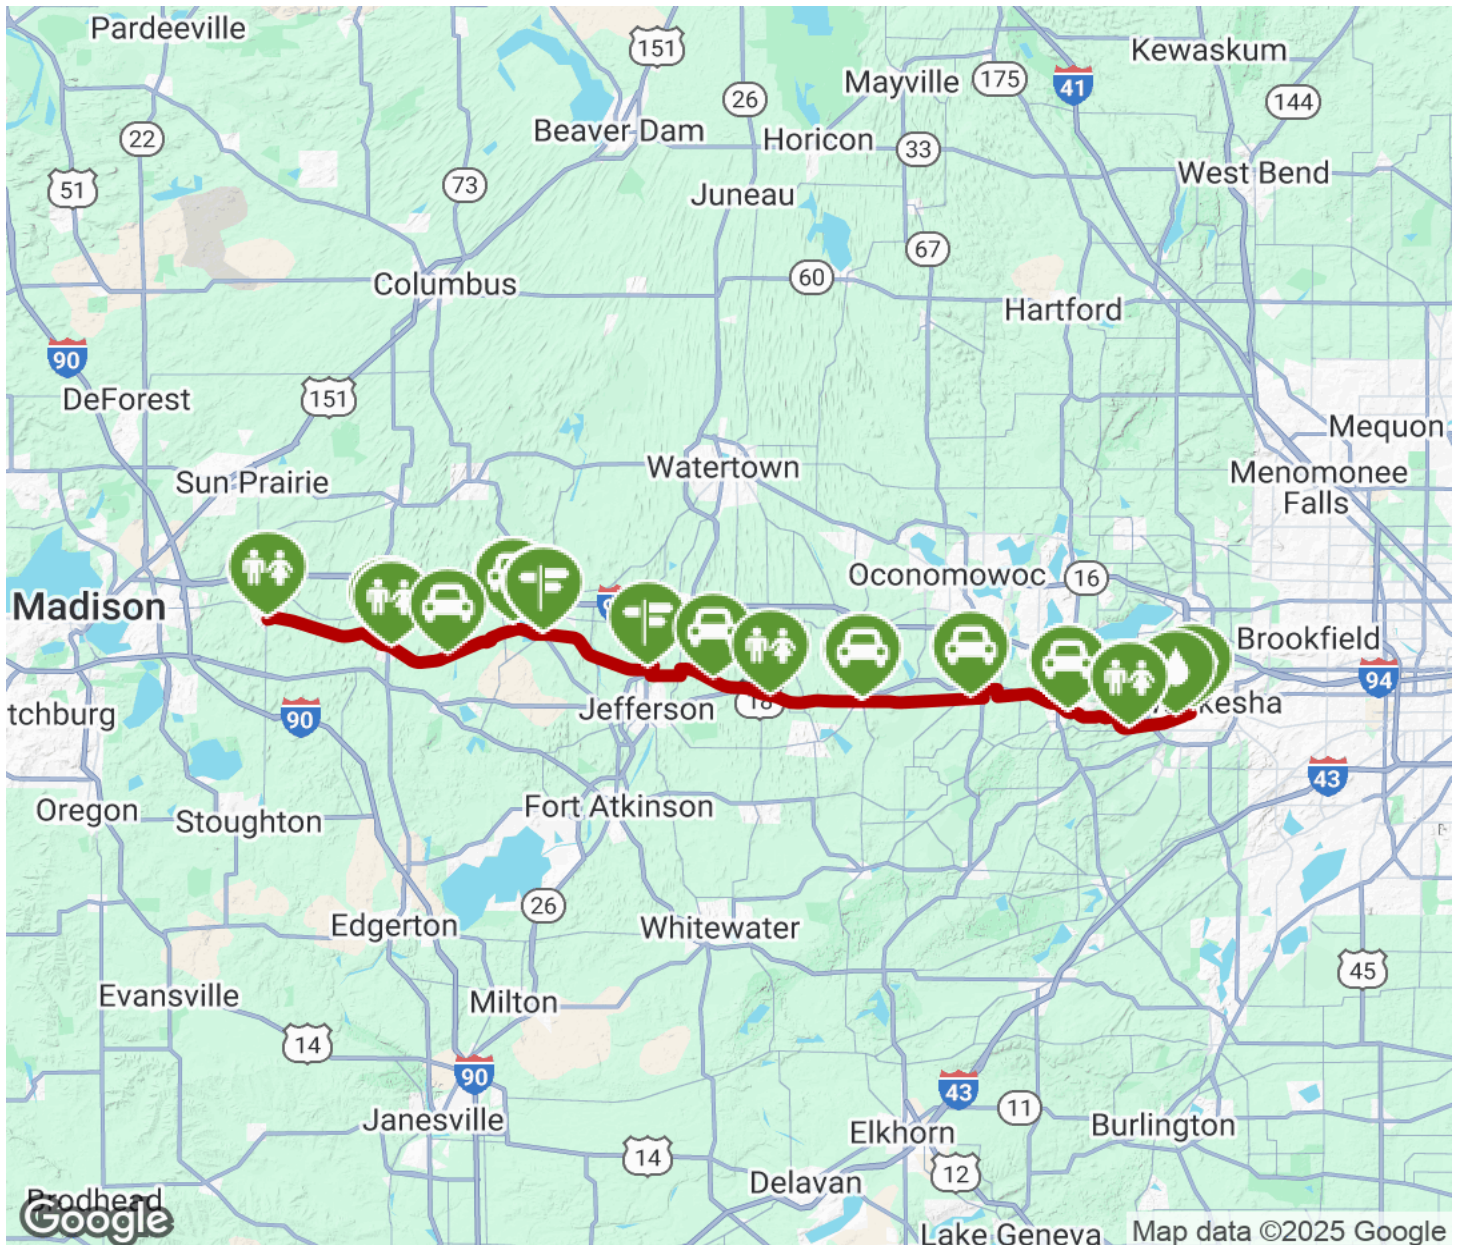 Pardeeville
151
Kewaskum
Mayville
175
41
26
144
Beaver Dam
Horicon
22
33
West Bend
51
73
Juneau
67
Columbus
60
Hartford
90
DeForest
151
Mequon
Watertown
Menomonee
Falls
Sun Prairie
Oconomowoc
16
Madison
Brookfield
94
tchburg
90
Jefferson
18
kesha
43
Oregon
Stoughton
Fort Atkinson
26
Edgerton
Whitewater
45
Evansville
Milton
14
90
43
11
Janesville
Elkhorn
Burlington
14
12
Delavan
Brodhead
Google
Lake Geneva
Map data ©2025 Google